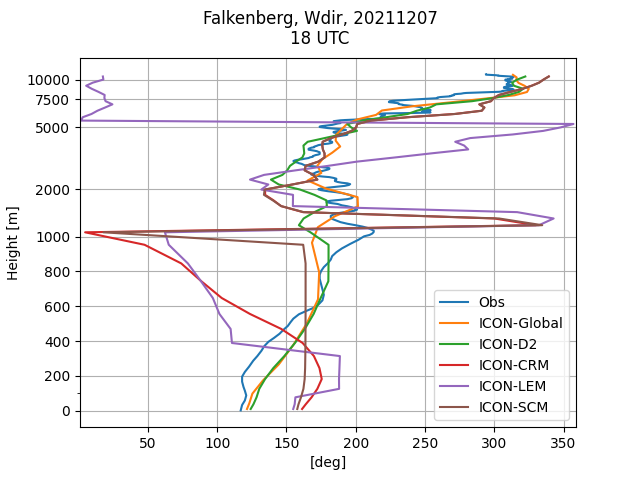 Falkenberg, Wdir, 20211207
18 UTC
Height [m]
10000
7500
5000
2000
1000
800
600
400
200
0
50
100
150
200
250
300
350
[deg]
Obs
ICON-Global
ICON-D2
ICON-CRM
ICON-LEM
ICON-SCM